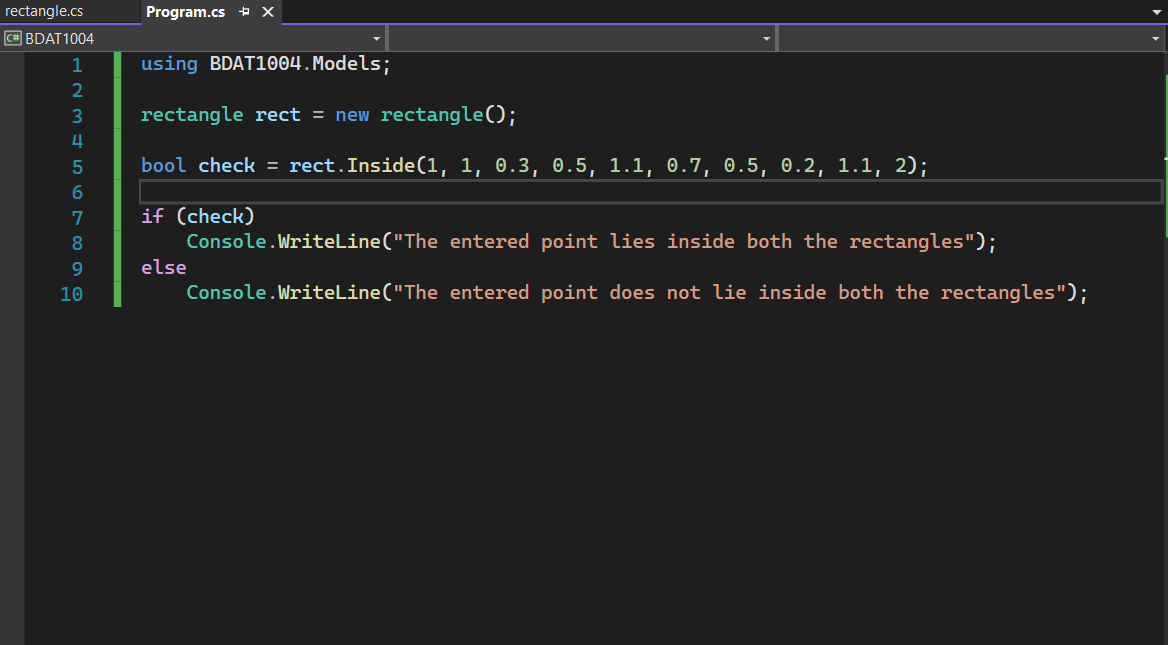 rectangle.cs Program.cs
C# BDAT1004
1 using BDAT1004.Models;
2
3 rectangle rect = new rectangle();
4
5 bool check = rect.Inside(1, 1, 0.3, 0.5, 1.1, 0.7, 0.5, 0.2, 1.1, 2);
6
7 if (check)
8 Console.WriteLine("The entered point lies inside both the rectangles");
9 else
10 Console.WriteLine("The entered point does not lie inside both the rectangles");